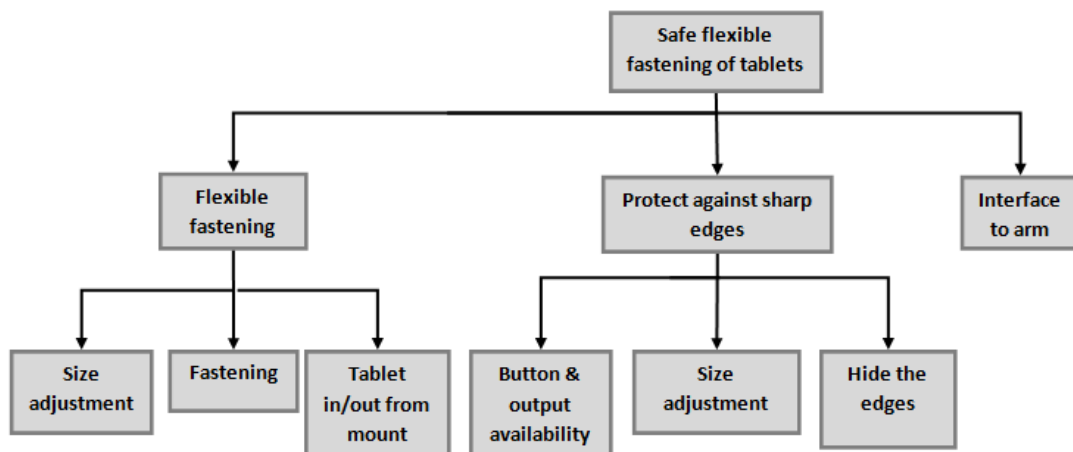 Safe flexible
fastening of tablets
Flexible
fastening
Protect against sharp
edges
Interface
to arm
Size
adjustment
Fastening
Tablet
in/out from
mount
Button &
output
availability
Size
adjustment
Hide the
edges